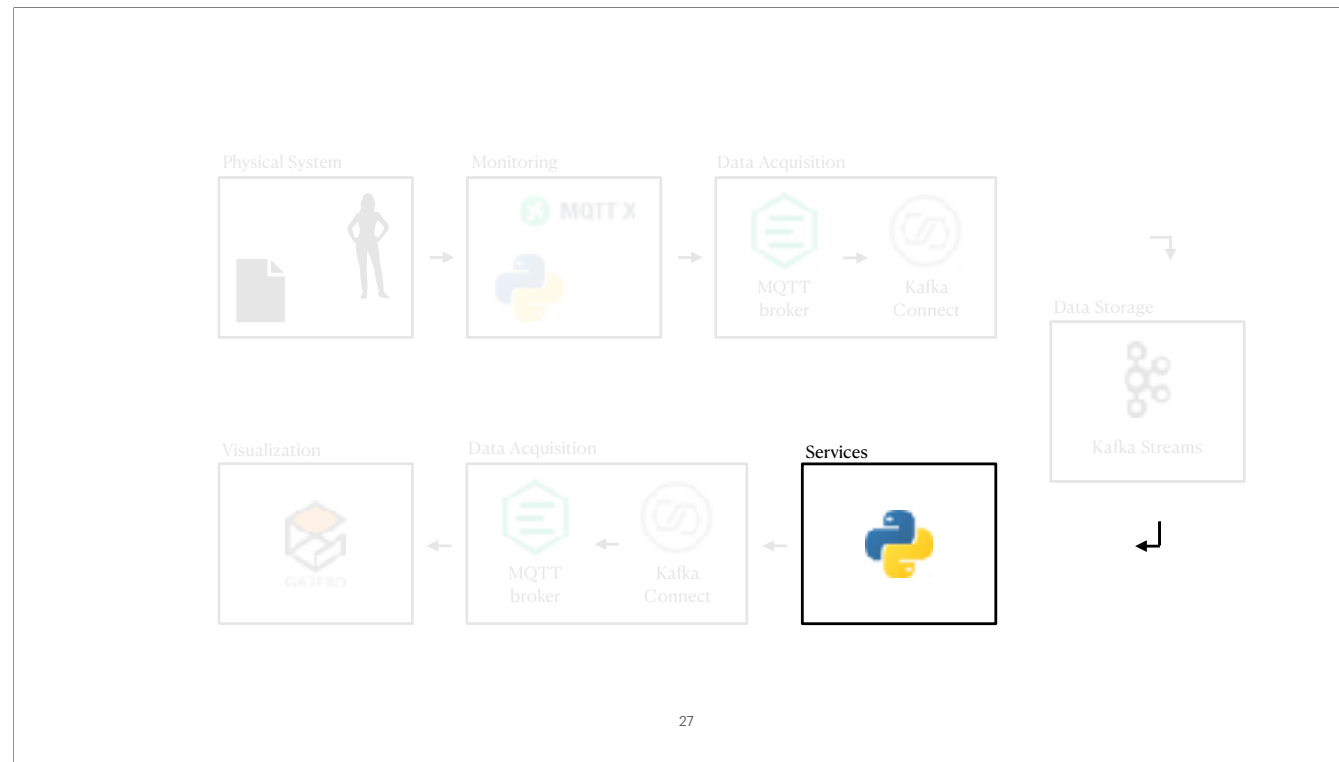 Physical System
Monitoring
Data Acquisition
MQTT X
MQTT
broker
Kafka
Connect
Data Storage
Kafka Streams
Visualization
Data Acquisition
Services
GAZEBO
MQTT
broker
Kafka
Connect
27